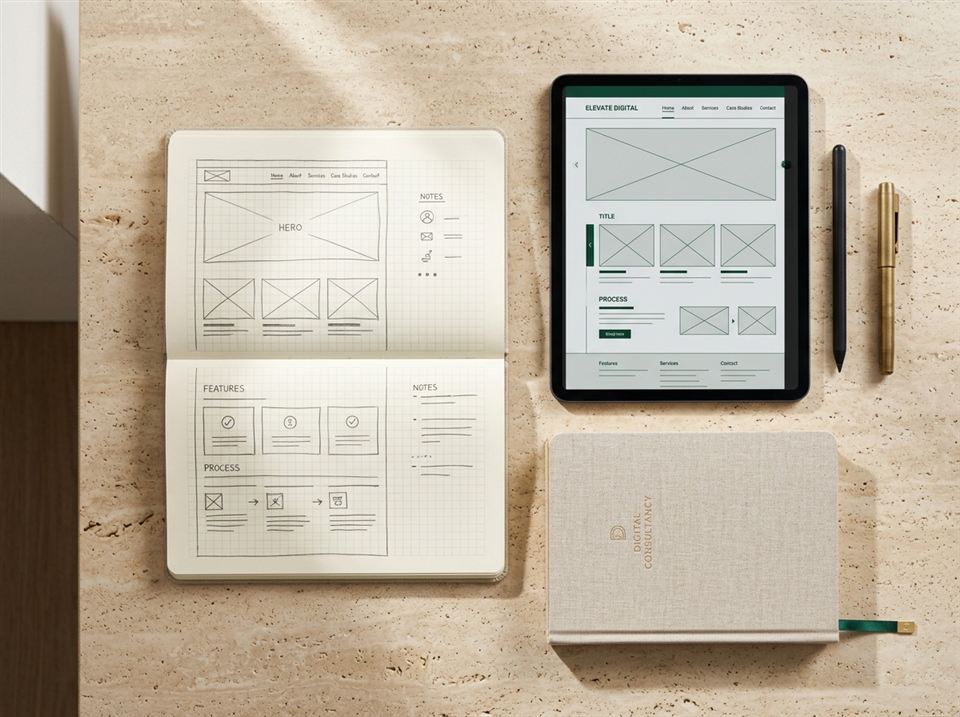 Home About Services Case Studies Contact
HERO
NOTES
FEATURES
NOTES
PROCESS
ELEVATE DIGITAL
Home About Services Case Studies Contact
TITLE
PROCESS
Features Services Contact
DIGITAL
CONSULTANCY